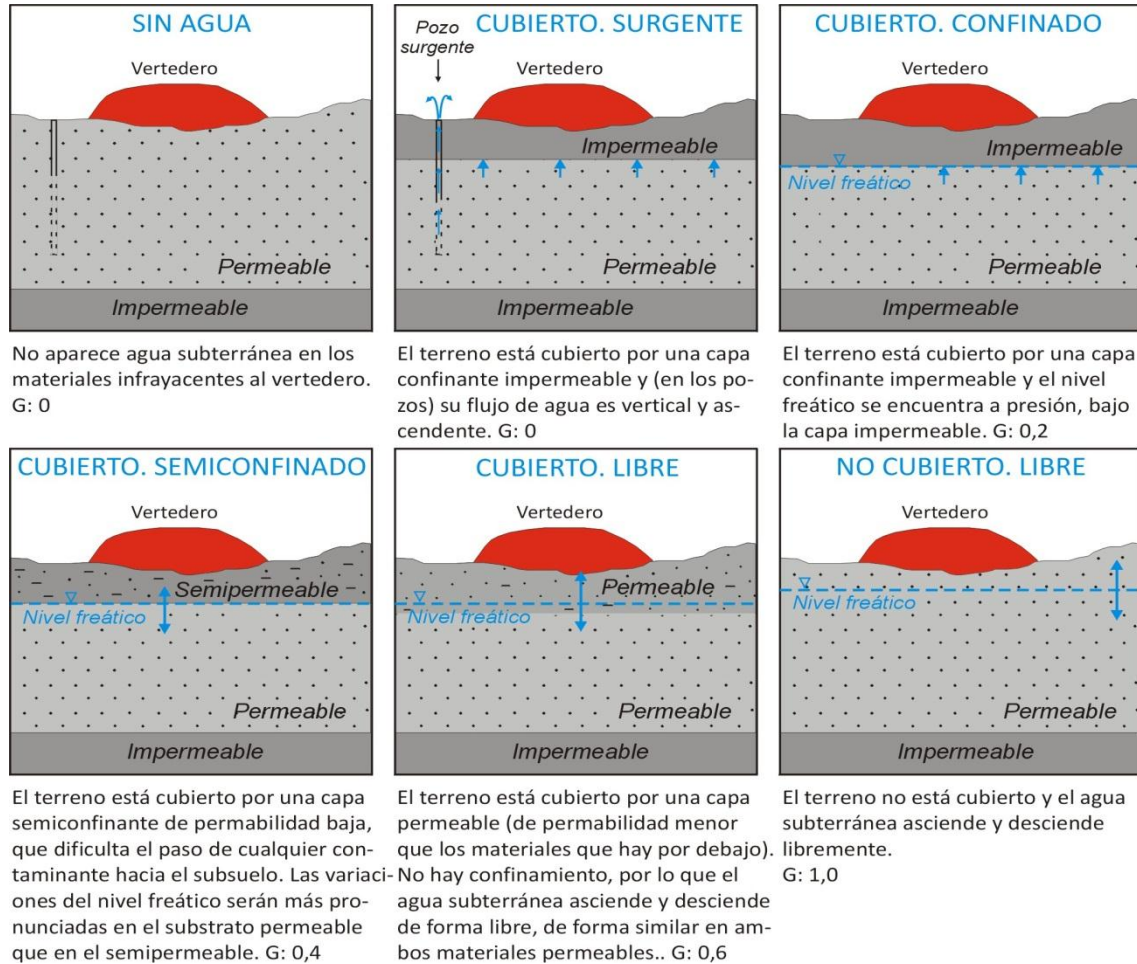 SIN AGUA
Vertedero
Permeable
Impermeable
No aparece agua subterránea en los
materiales infrayacentes al vertedero.
G: 0
CUBIERTO. SURGENTE
Pozo
surgente
Vertedero
Impermeable
Permeable
Impermeable
El terreno está cubierto por una capa
confinante impermeable y (en los po-
zos) su flujo de agua es vertical y as-
cendente. G: 0
CUBIERTO. CONFINADO
Vertedero
Impermeable
Nivel freático
Permeable
Impermeable
El terreno está cubierto por una capa
confinante impermeable y el nivel
freático se encuentra a presión, bajo
la capa impermeable. G: 0,2
CUBIERTO. SEMICONFINADO
Vertedero
Semipermeable
Nivel freático
Permeable
Impermeable
El terreno está cubierto por una capa
semiconfinante de permabilidad baja,
que dificulta el paso de cualquier con-
taminante hacia el subsuelo. Las variaci-
ones del nivel freático serán más pro-
nunciadas en el substrato permeable
que en el semipermeable. G: 0,4
CUBIERTO. LIBRE
Vertedero
Permeable
Nivel freático
Permeable
Impermeable
El terreno está cubierto por una capa
permeable (de permabilidad menor
que los materiales que hay por debajo).
No hay confinamiento, por lo que el
agua subterránea asciende y desciende
de forma libre, de forma similar en am-
bos materiales permeables.. G: 0,6
NO CUBIERTO. LIBRE
Vertedero
Nivel freático
Permeable
Impermeable
El terreno no está cubierto y el agua
subterránea asciende y desciende
libremente.
G: 1,0